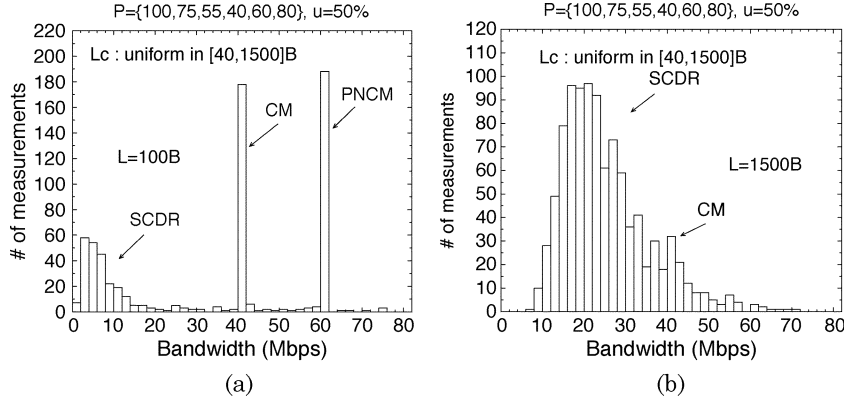 P={100,75,55,40,60,80}, u=50%
220
200
180
160
140
120
100
80
60
40
20
0
# of measurements
Lc : uniform in [40,1500]B
CM
PNCM
L=100B
SCDR
0 10 20 30 40 50 60 70 80
Bandwidth (Mbps)
(a)
P={100,75,55,40,60,80}, u=50%
120
110
100
90
80
70
60
50
40
30
20
10
0
# of measurements
Lc : uniform in [40,1500]B
SCDR
L=1500B
CM
0 10 20 30 40 50 60 70 80
Bandwidth (Mbps)
(b)